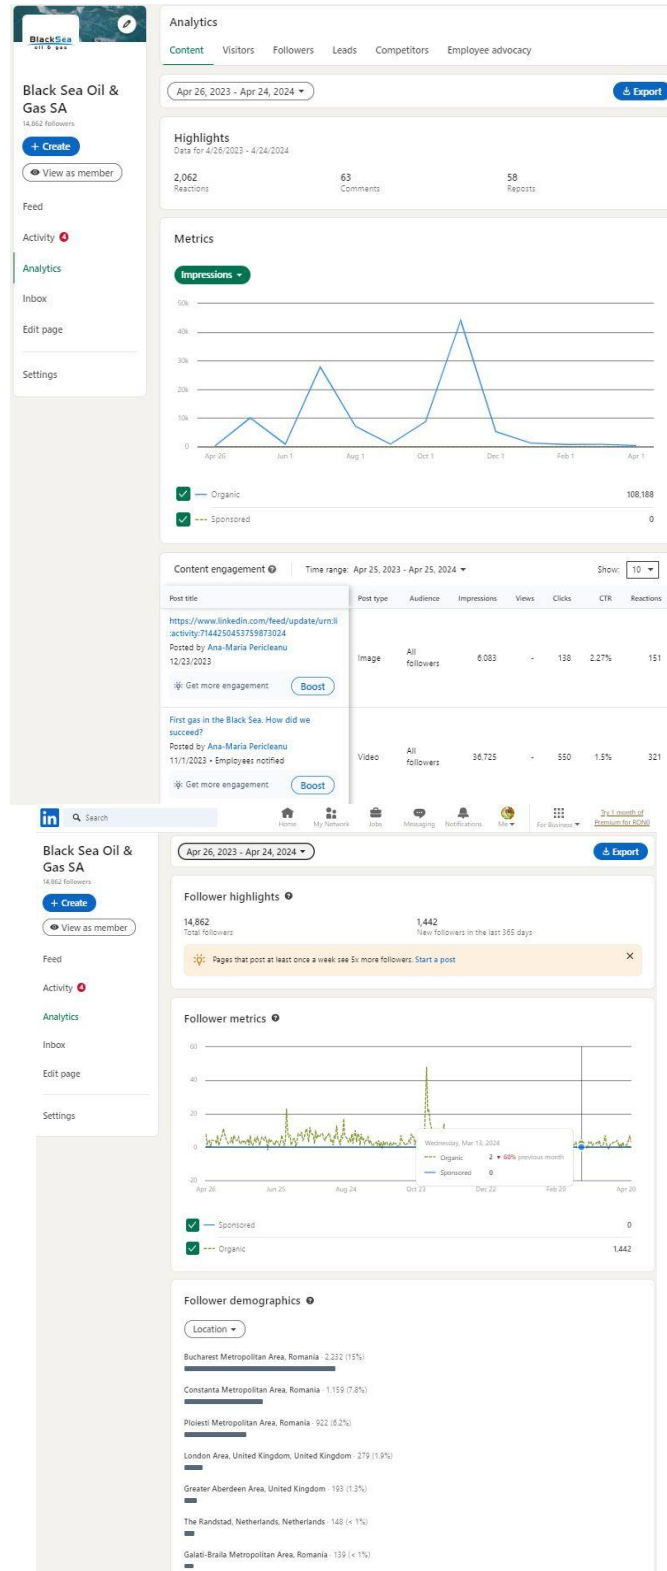 BlackSea
oil & gas
Black Sea Oil &
Gas SA
14,862 followers
+ Create
View as member
Feed
Activity 4
Analytics
Inbox
Edit page
Settings
Analytics
Content Visitors Followers Leads Competitors Employee advocacy
Apr 26, 2023 - Apr 24, 2024
Export
Highlights
Data for 4/26/2023 - 4/24/2024
2,062 63 58
Reactions Comments Reposts
Metrics
Impressions
50k
40k
30k
20k
10k
0
Apr 26 Jun 1 Aug 1 Oct 1 Dec 1 Feb 1 Apr 1
Organic 108,188
Sponsored 0
Content engagement Time range: Apr 25, 2023 - Apr 25, 2024 Show: 10
Post title Post type Audience Impressions Views Clicks CTR Reactions
https://www.linkedin.com/feed/update/urn:li
:activity:7144250453759873024
Posted by Ana-Maria Pericleanu
12/23/2023
Image All followers 6,083 - 138 2.27% 151
Get more engagement Boost
First gas in the Black Sea. How did we
succeed?
Posted by Ana-Maria Pericleanu
11/1/2023 • Employees notified
Video All followers 36,725 - 550 1.5% 321
Get more engagement Boost
in Search Home My Network Jobs Messaging Notifications Me For Business Try 1 month of
Premium for RON0
Black Sea Oil &
Gas SA
14,862 followers
+ Create
View as member
Feed
Activity 4
Analytics
Inbox
Edit page
Settings
Apr 26, 2023 - Apr 24, 2024
Export
Follower highlights
14,862 1,442
Total followers New followers in the last 365 days
Pages that post at least once a week see 5x more followers. Start a post
Follower metrics
60
40
20
0
20
Apr 26 Jun 25 Aug 24 Oct 23 Dec 22 Feb 20 Apr 20
Wednesday, Mar 13, 2024
Organic 2 ▼ 60% previous month
Sponsored 0
Sponsored 0
Organic 1,442
Follower demographics
Location
Bucharest Metropolitan Area, Romania · 2,232 (15%)
Constanta Metropolitan Area, Romania · 1,159 (7.8%)
Ploiesti Metropolitan Area, Romania · 922 (6.2%)
London Area, United Kingdom, United Kingdom · 279 (1.9%)
Greater Aberdeen Area, United Kingdom · 193 (1.3%)
The Randstad, Netherlands, Netherlands · 148 (< 1%)
Galati-Braila Metropolitan Area, Romania · 139 (< 1%)